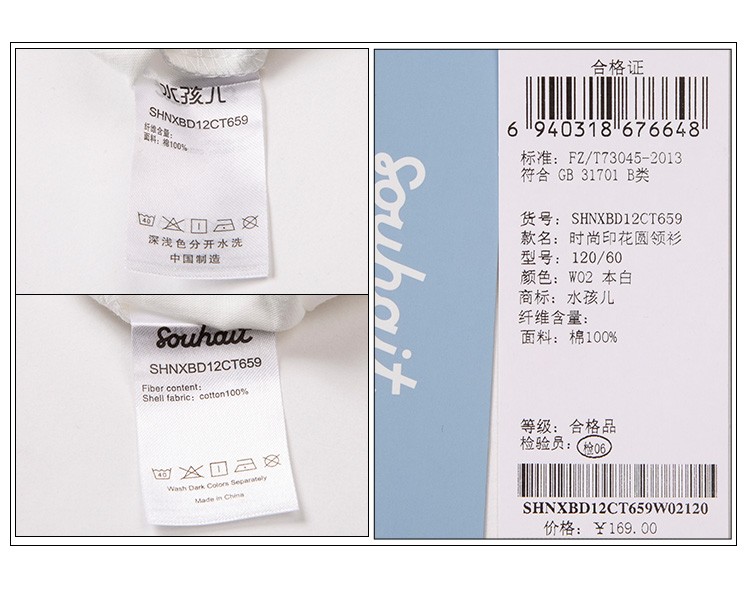 水孩儿
SHNXBD12CT659
纤维含量:
面料: 棉100%
40
深浅色分开水洗
中国制造
Souhait
SHNXBD12CT659
Fiber content:
Shell fabric: cotton100%
40
Wash Dark Colors Separately
Made in China
Souhait
合格证
6 940318 676648
标准: FZ/T73045-2013
符合 GB 31701 B类
货号: SHNXBD12CT659
款名: 时尚印花圆领衫
型号: 120/60
颜色: W02 本白
商标: 水孩儿
纤维含量:
面料: 棉100%
等级: 合格品
检验员: 检06
SHNXBD12CT659W02120
价格: ¥169.00